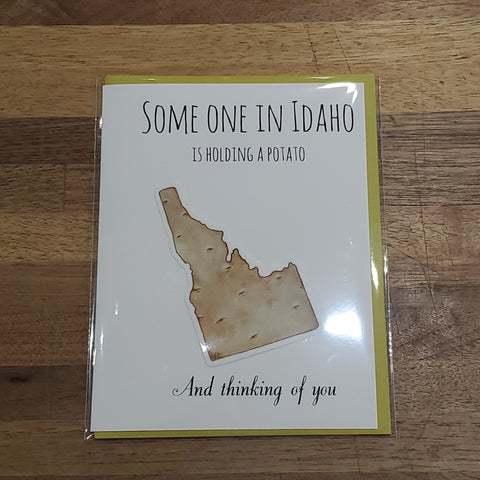 Some one in Idaho
is holding a potato
And thinking of you